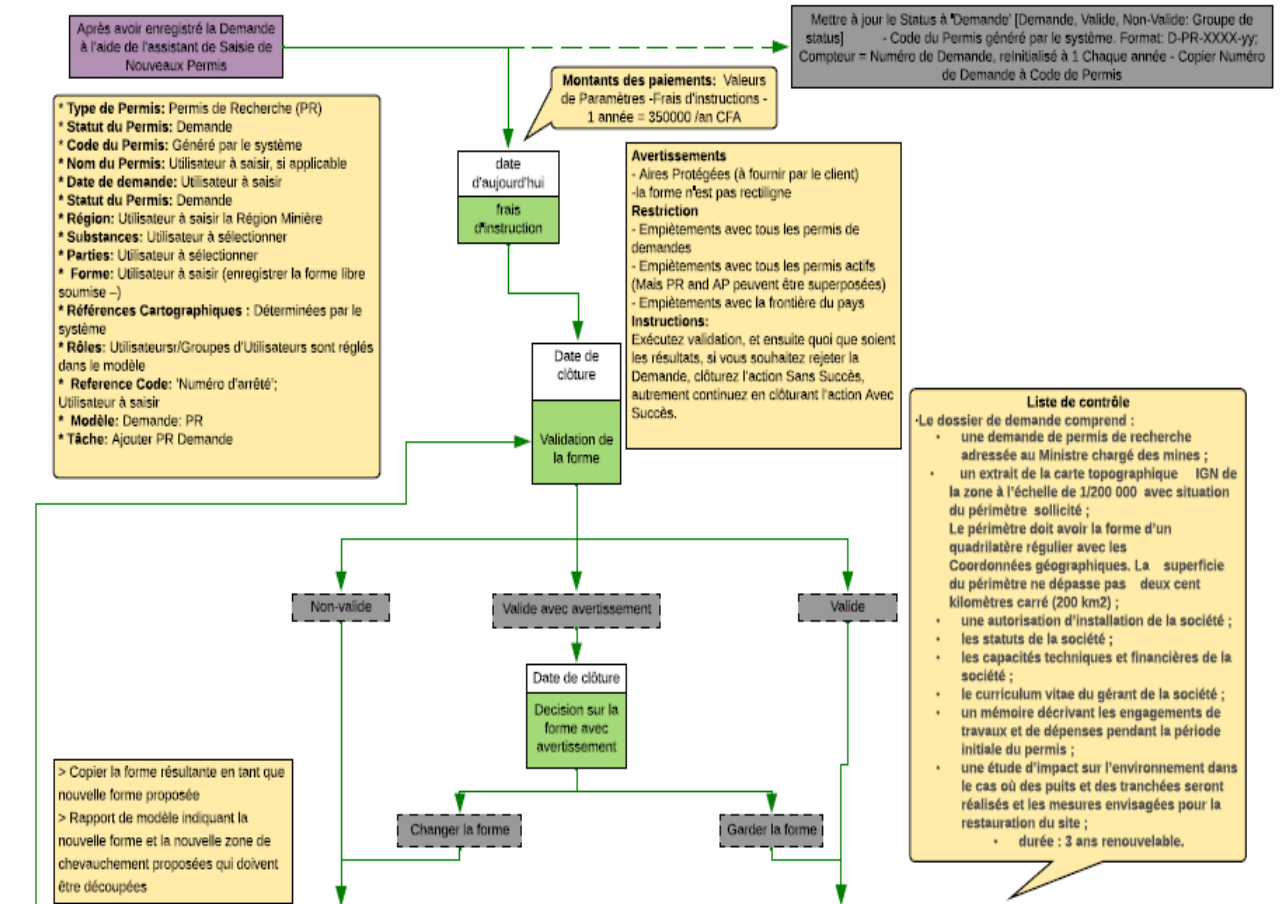 Après avoir enregistré la Demande
à l'aide de l'assistant de Saisie de
Nouveaux Permis
Mettre à jour le Status à 'Demande' [Demande, Valide, Non-Valide: Groupe de
status] - Code du Permis généré par le système. Format: D-PR-XXXX-yy;
Compteur = Numéro de Demande, reInitialisé à 1 Chaque année - Copier Numéro
de Demande à Code de Permis
Montants des paiements: Valeurs
de Paramètres -Frais d'instructions -
1 année = 350000 /an CFA
* Type de Permis: Permis de Recherche (PR)
* Statut du Permis: Demande
* Code du Permis: Généré par le système
* Nom du Permis: Utilisateur à saisir, si applicable
* Date de demande: Utilisateur à saisir
* Statut du Permis: Demande
* Région: Utilisateur à saisir la Région Minière
* Substances: Utilisateur à sélectionner
* Parties: Utilisateur à sélectionner
* Forme: Utilisateur à saisir (enregistrer la forme libre
soumise –)
* Références Cartographiques : Déterminées par le
système
* Rôles: Utilisateursr/Groupes d'Utilisateurs sont réglés
dans le modèle
* Reference Code: 'Numéro d'arrêté';
Utilisateur à saisir
* Modèle: Demande: PR
* Tâche: Ajouter PR Demande
date
d'aujourd'hui
frais
d'instruction
Avertissements
- Aires Protégées (à fournir par le client)
-la forme n'est pas rectiligne
Restriction
- Empiètements avec tous les permis de
demandes
- Empiètements avec tous les permis actifs
(Mais PR and AP peuvent être superposées)
- Empiètements avec la frontière du pays
Instructions:
Exécutez validation, et ensuite quoi que soient
les résultats, si vous souhaitez rejeter la
Demande, clôturez l'action Sans Succès,
autrement continuez en clôturant l'action Avec
Succès.
Date de
clôture
Validation de
la forme
Liste de contrôle
·Le dossier de demande comprend :
• une demande de permis de recherche
adressée au Ministre chargé des mines ;
• un extrait de la carte topographique IGN de
la zone à l'échelle de 1/200 000 avec situation
du périmètre sollicité ;
Le périmètre doit avoir la forme d'un
quadrilatère régulier avec les
Coordonnées géographiques. La superficie
du périmètre ne dépasse pas deux cent
kilomètres carré (200 km2) ;
• une autorisation d'installation de la société ;
• les statuts de la société ;
• les capacités techniques et financières de la
société ;
• le curriculum vitae du gérant de la société ;
• un mémoire décrivant les engagements de
travaux et de dépenses pendant la période
initiale du permis ;
• une étude d'impact sur l'environnement dans
le cas où des puits et des tranchées seront
réalisés et les mesures envisagées pour la
restauration du site ;
• durée : 3 ans renouvelable.
Non-valide
Valide avec avertissement
Valide
Date de clôture
Decision sur la
forme avec
avertissement
> Copier la forme résultante en tant que
nouvelle forme proposée
> Rapport de modèle indiquant la
nouvelle forme et la nouvelle zone de
chevauchement proposées qui doivent
être découpées
Changer la forme
Garder la forme